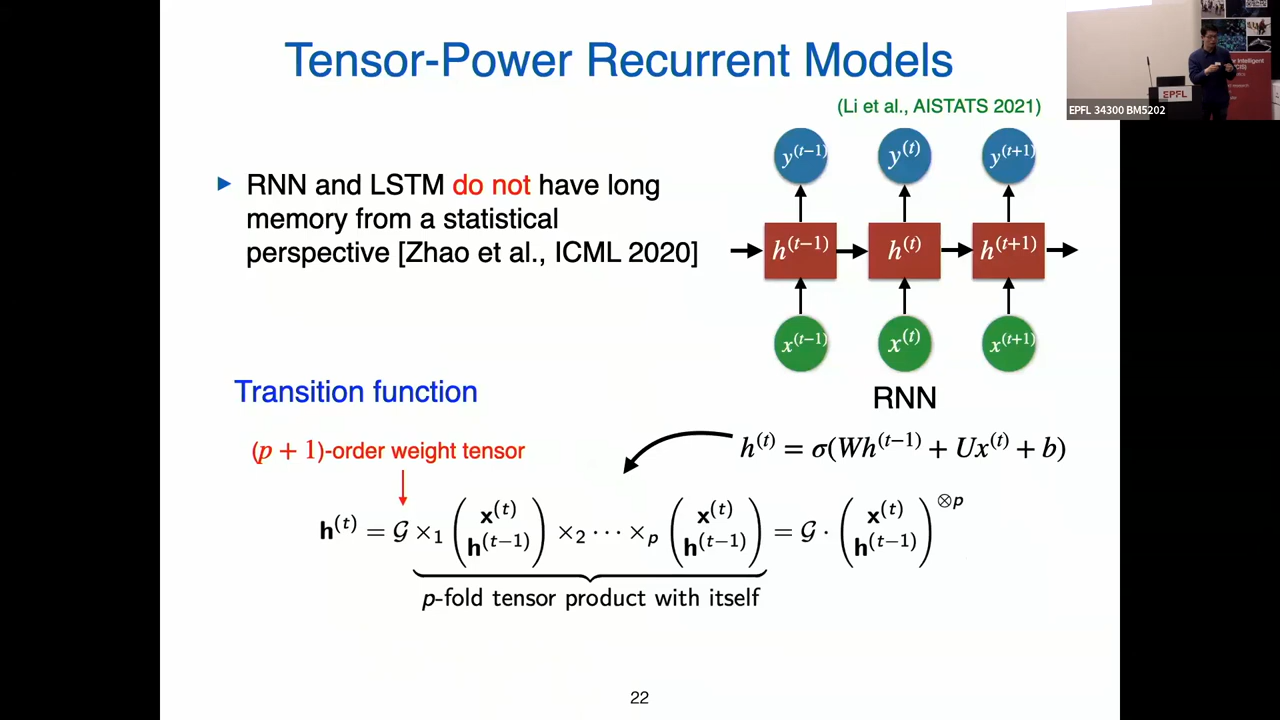 Tensor-Power Recurrent Models
(Li et al., AISTATS 2021)
EPFL
EPFL 34300 BM5202
RNN and LSTM do not have long
memory from a statistical
perspective [Zhao et al., ICML 2020]
y^{(t-1)} y^{(t)} y^{(t+1)}
h^{(t-1)} h^{(t)} h^{(t+1)}
x^{(t-1)} x^{(t)} x^{(t+1)}
RNN
Transition function
(p + 1)-order weight tensor
h^{(t)} = σ(Wh^{(t-1)} + Ux^{(t)} + b)
h^{(t)} = 𝒢 ×₁ (x^{(t)} h^{(t-1)}) ×₂ ⋯ ×ₚ (x^{(t)} h^{(t-1)}) = 𝒢 · (x^{(t)} h^{(t-1)})^{⊗p}
p-fold tensor product with itself
22